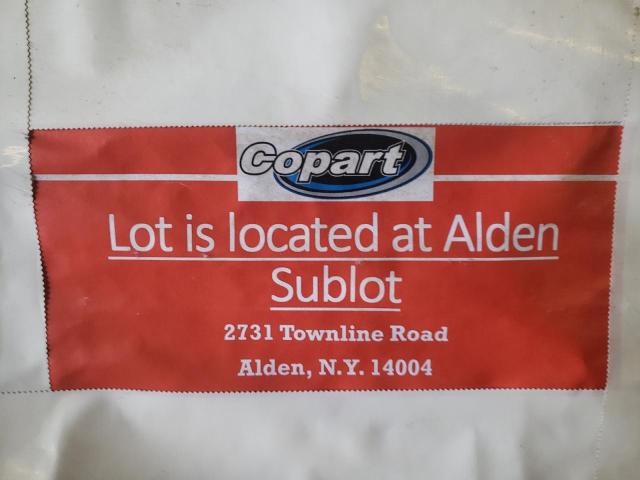 Copart
Lot is located at Alden
Sublot
2731 Townline Road
Alden, N.Y. 14004